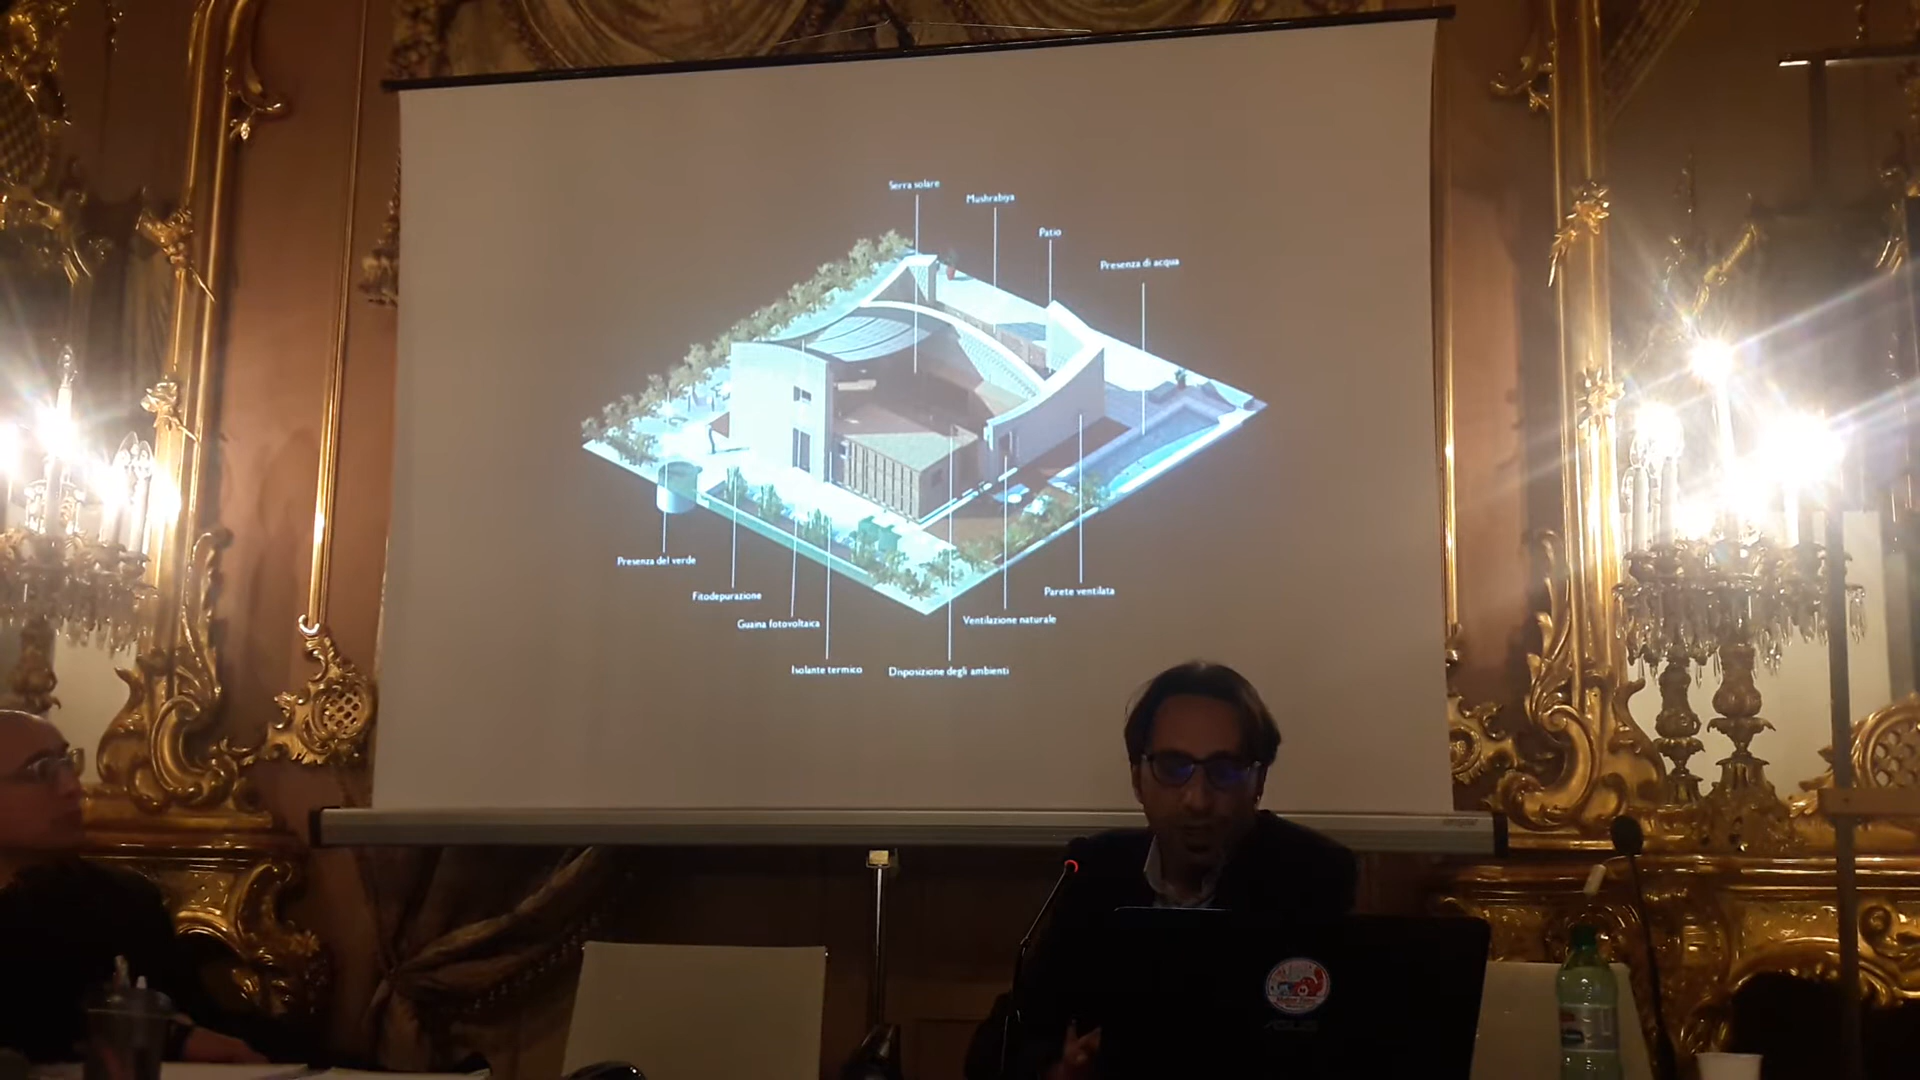 Serra solare
Mushrabiya
Patio
Presenza di acqua
Presenza del verde
Fitodepurazione
Guaina fotovoltaica
Isolante termico
Disposizione degli ambienti
Ventilazione naturale
Parete ventilata
ASUS